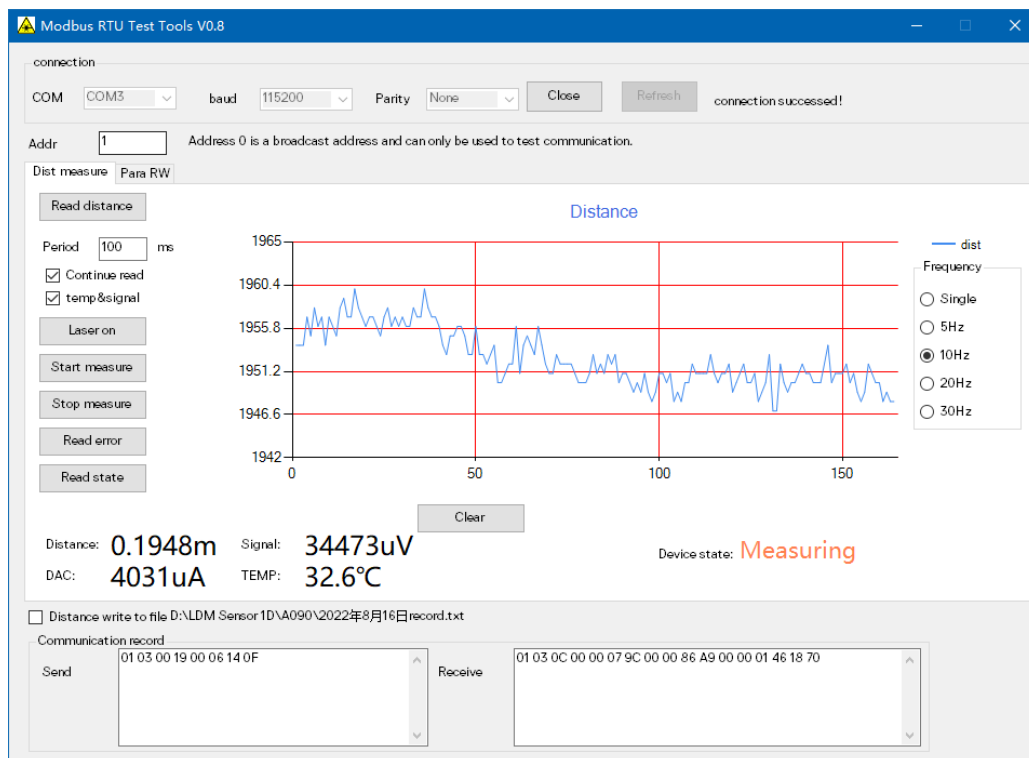 Modbus RTU Test Tools V0.8
connection
COM COM3 baud 115200 Parity None Close Refresh connection successed!
Addr 1 Address 0 is a broadcast address and can only be used to test communication.
Dist measure Para RW
Read distance
Distance
Period 100 ms
Continue read
temp&signal
Laser on
Start measure
Stop measure
Read error
Read state
1965
1960.4
1955.8
1951.2
1946.6
1942
0 50 100 150
dist
Frequency
Single
5Hz
10Hz
20Hz
30Hz
Clear
Distance: 0.1948m Signal: 34473uV
Device state: Measuring
DAC: 4031uA TEMP: 32.6℃
Distance write to file D:\LDM Sensor 1D\A090\2022年8月16日record.txt
Communication record
Send 01 03 00 19 00 06 14 0F
Receive 01 03 0C 00 00 07 9C 00 00 86 A9 00 00 01 46 18 70